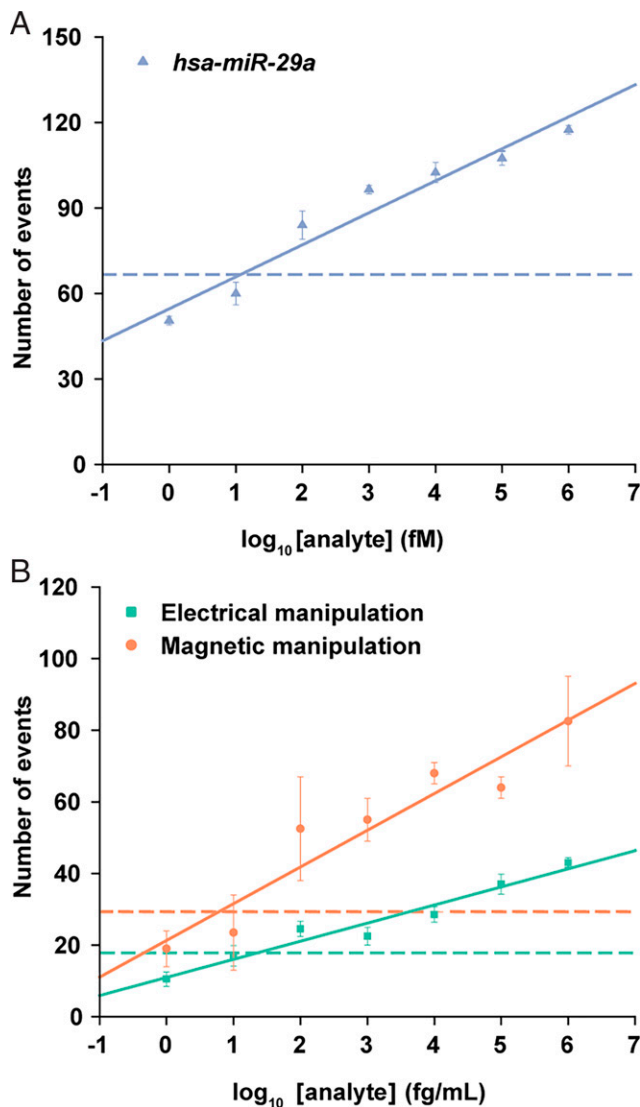 A
150
hsa-miR-29a
120
90
60
30
0
Number of events
-1 0 1 2 3 4 5 6 7
log10 [analyte] (fM)
B
120
Electrical manipulation
Magnetic manipulation
100
80
60
40
20
0
Number of events
-1 0 1 2 3 4 5 6 7
log10 [analyte] (fg/mL)